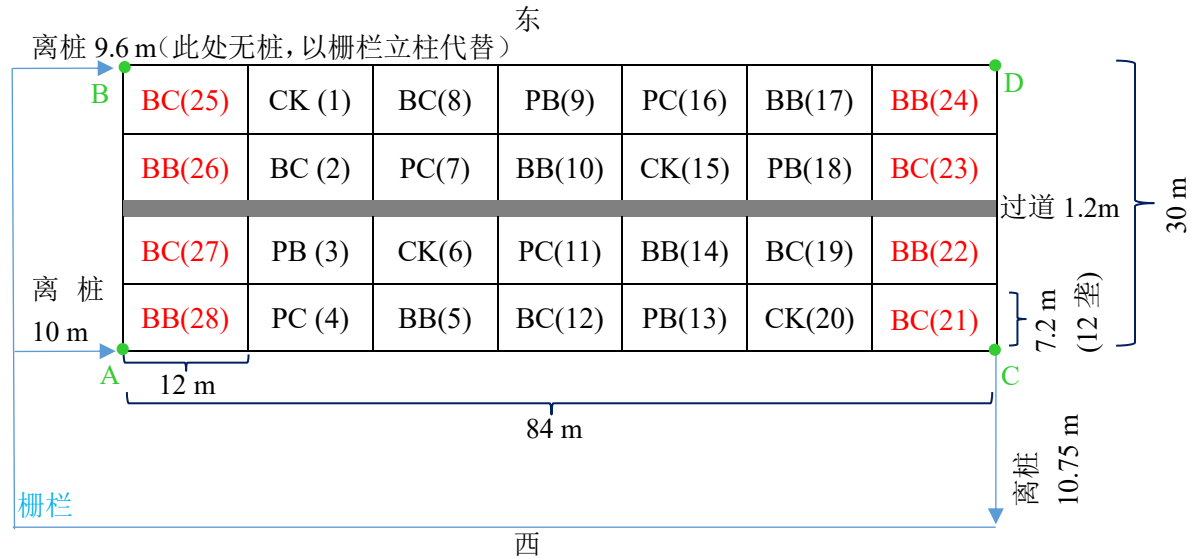 东
离桩 9.6 m（此处无桩，以栅栏立柱代替）
B
D
BC(25) CK (1) BC(8) PB(9) PC(16) BB(17) BB(24)
BB(26) BC (2) PC(7) BB(10) CK(15) PB(18) BC(23)
过道 1.2m
30 m
BC(27) PB (3) CK(6) PC(11) BB(14) BC(19) BB(22)
离 桩
10 m
BB(28) PC (4) BB(5) BC(12) PB(13) CK(20) BC(21)
7.2 m
(12 垄)
A
12 m
C
84 m
离桩
10.75 m
栅栏
西